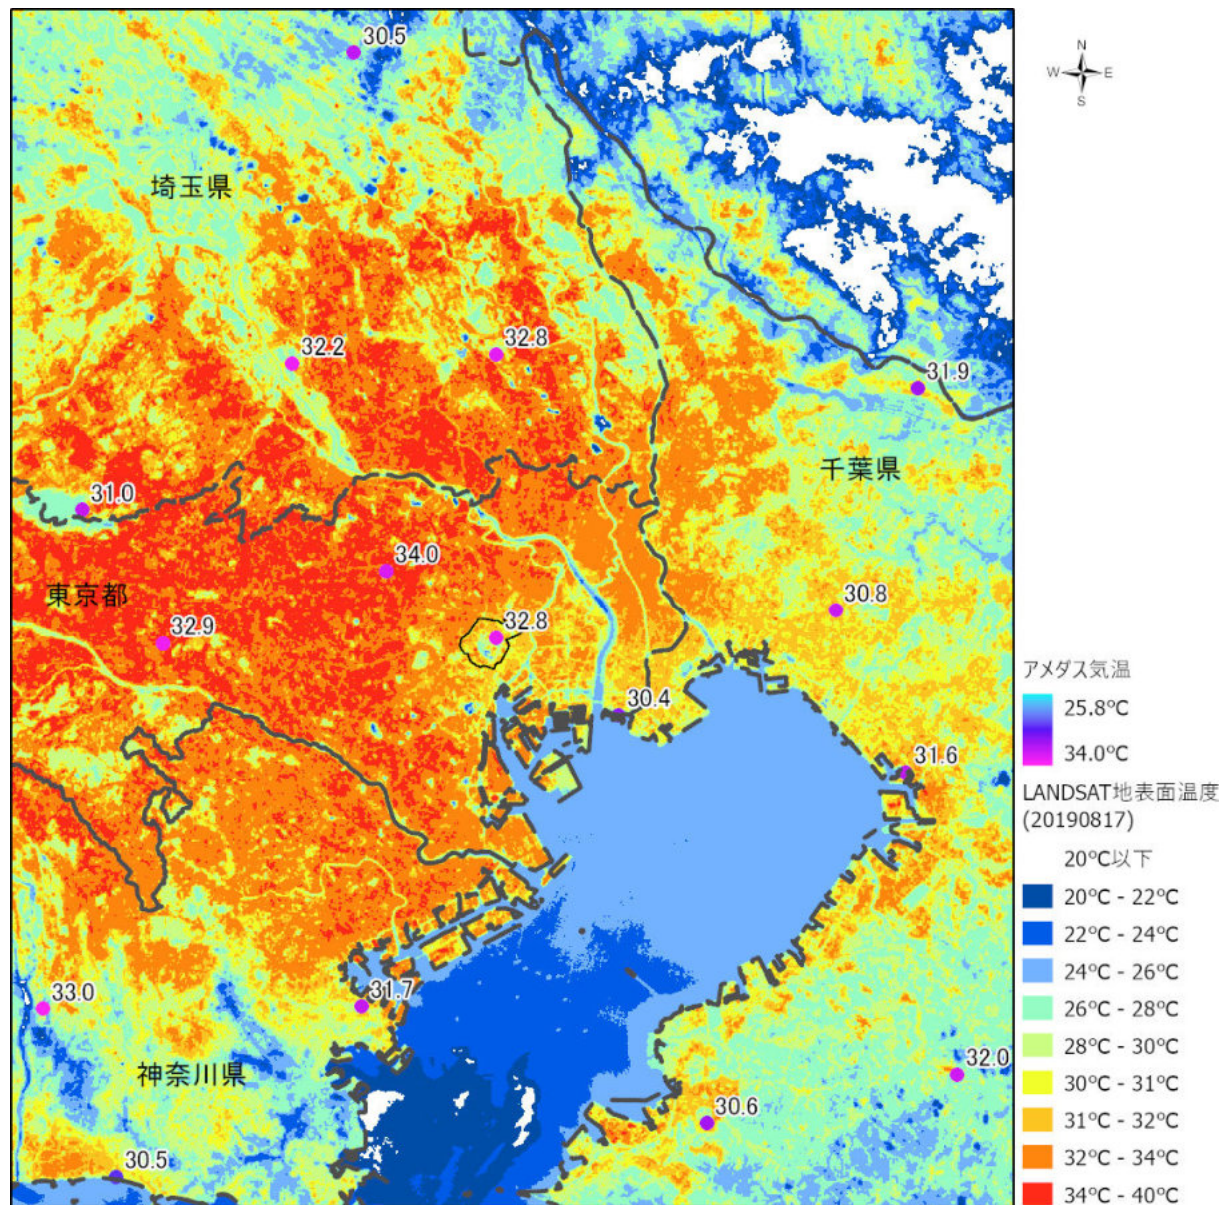 30.5
N
W E
S
埼玉県
32.2
32.8
31.9
千葉県
31.0
34.0
東京都
30.8
32.9
32.8
30.4
31.6
33.0
31.7
神奈川県
32.0
30.6
30.5
アメダス気温
25.8℃
34.0℃
LANDSAT地表面温度
(20190817)
20℃以下
20℃ - 22℃
22℃ - 24℃
24℃ - 26℃
26℃ - 28℃
28℃ - 30℃
30℃ - 31℃
31℃ - 32℃
32℃ - 34℃
34℃ - 40℃